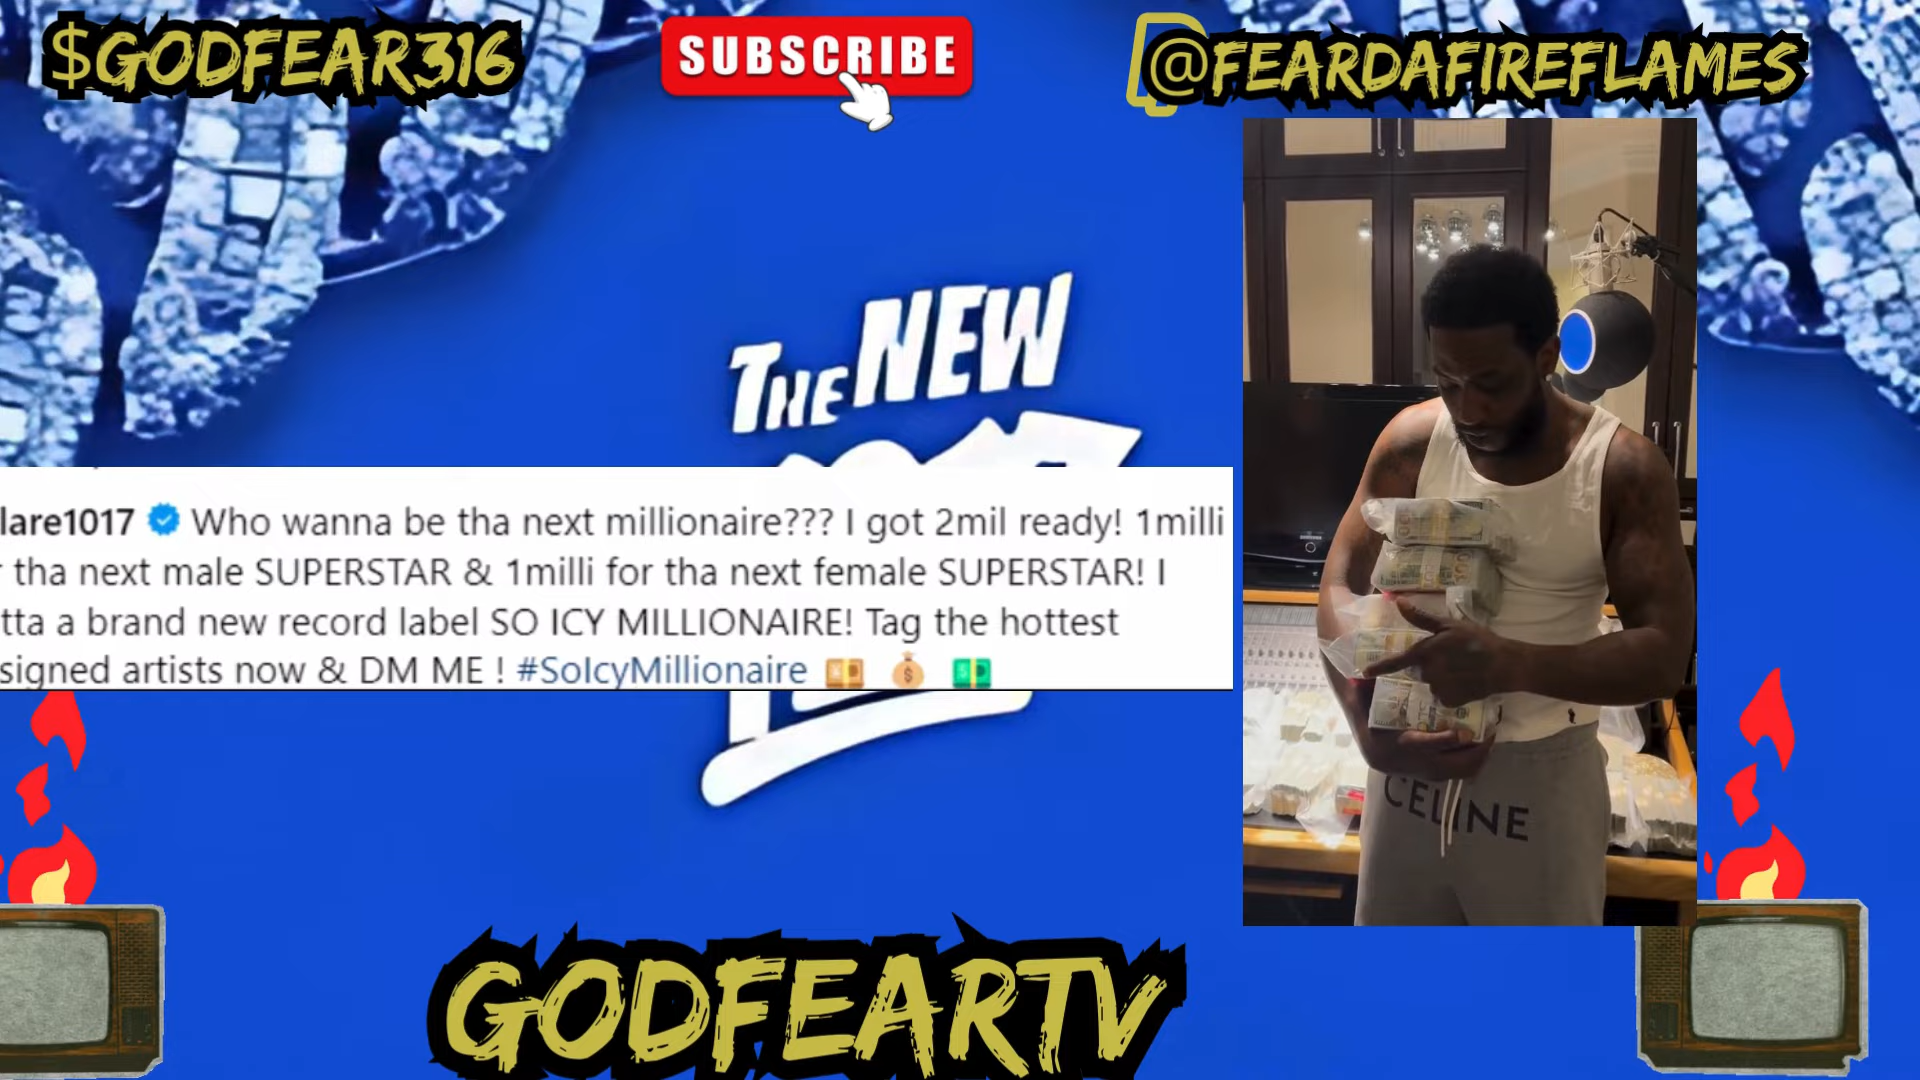 $GODFEAR316
SUBSCRIBE
@FEARDAFIREFLAMES
THE NEW
lare1017 Who wanna be tha next millionaire??? I got 2mil ready! 1milli
r tha next male SUPERSTAR & 1milli for tha next female SUPERSTAR! I
tta a brand new record label SO ICY MILLIONAIRE! Tag the hottest
signed artists now & DM ME ! #SoIcyMillionaire
CELINE
GODFEARTV